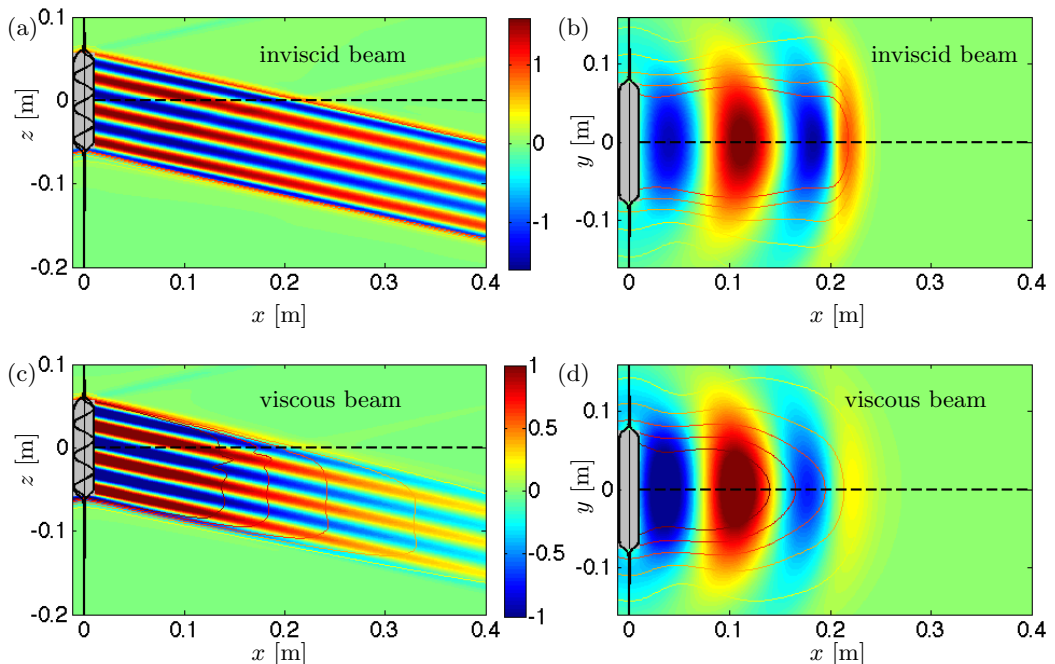 (a)
inviscid beam
0.1
0
-0.1
-0.2
z [m]
0
0.1
0.2
0.3
0.4
x [m]
1
0
-1
(b)
inviscid beam
0.1
0
-0.1
y [m]
0
0.1
0.2
0.3
0.4
x [m]
(c)
viscous beam
0.1
0
-0.1
-0.2
z [m]
0
0.1
0.2
0.3
0.4
x [m]
1
0.5
0
-0.5
-1
(d)
viscous beam
0.1
0
-0.1
y [m]
0
0.1
0.2
0.3
0.4
x [m]